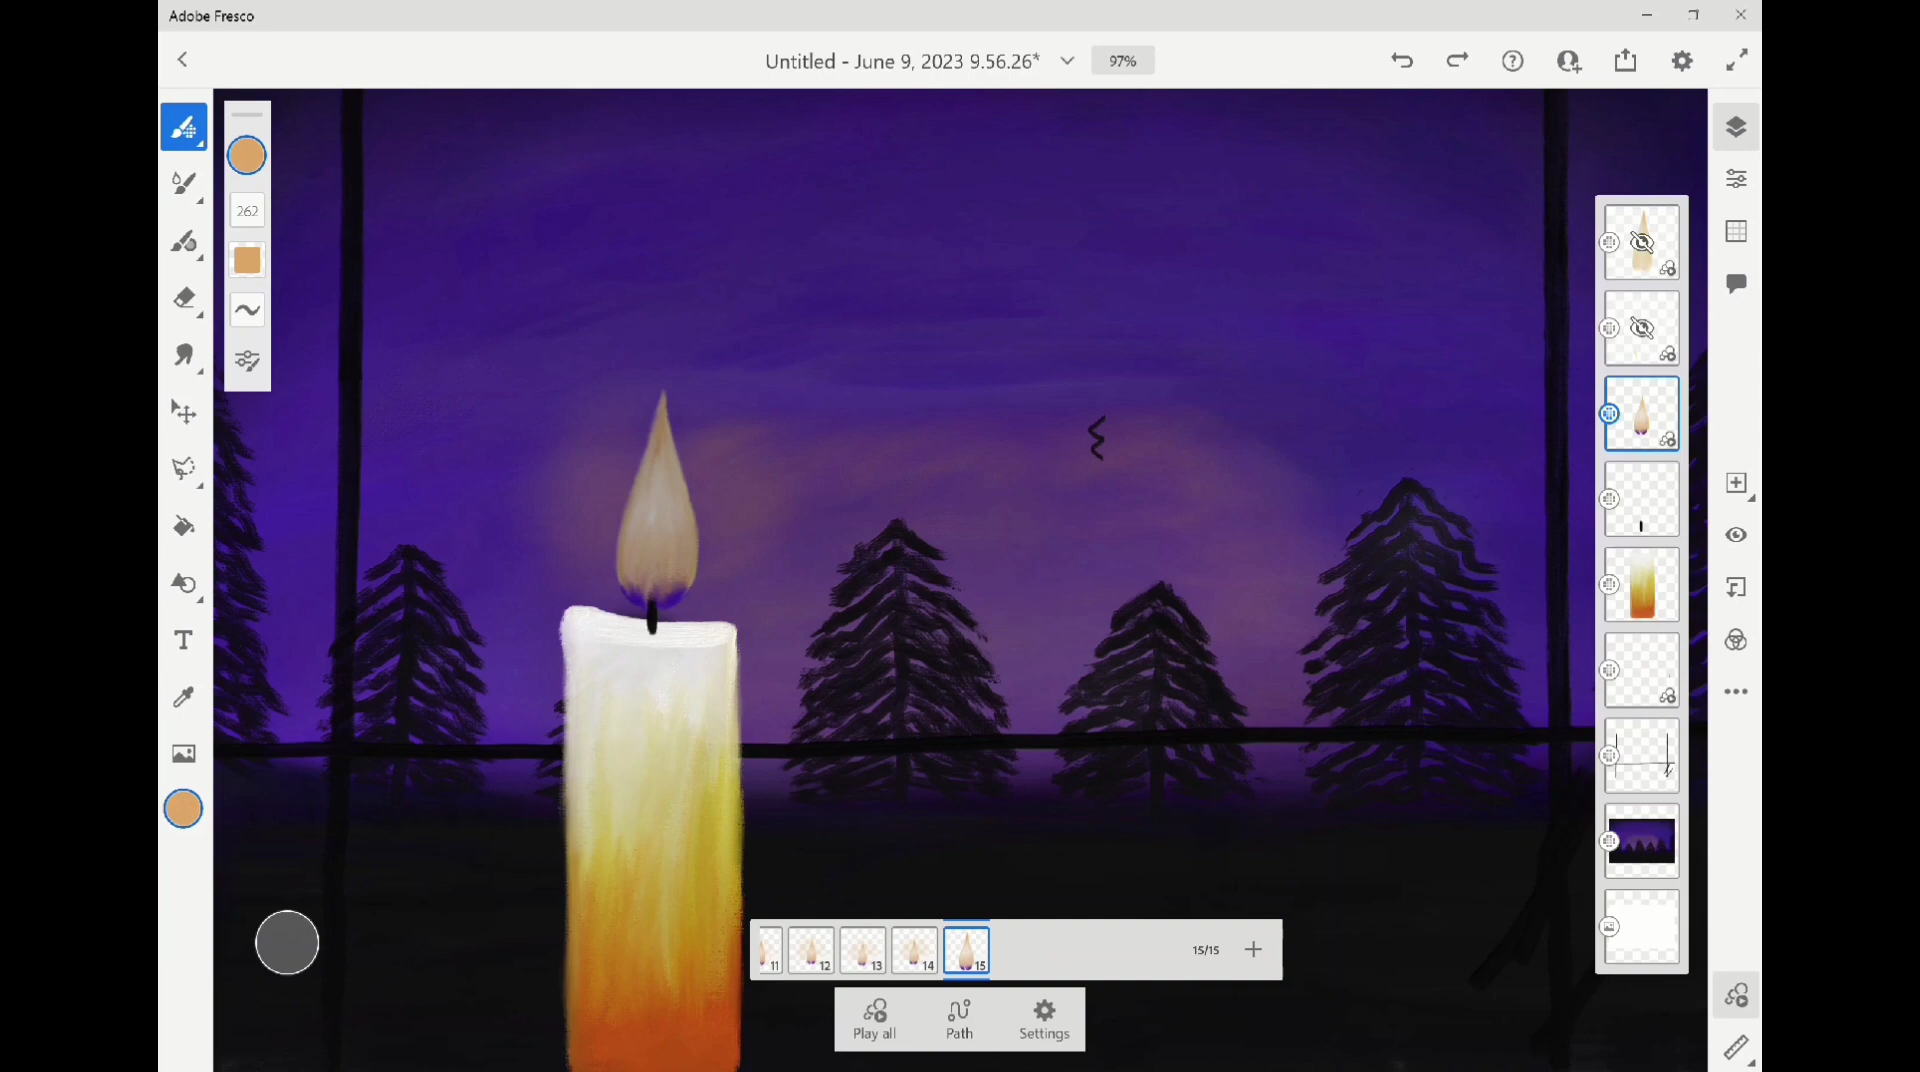 Adobe Fresco
Untitled - June 9, 2023 9.56.26*
97%
262
T
11
12
13
14
15
15/15
Play all
Path
Settings